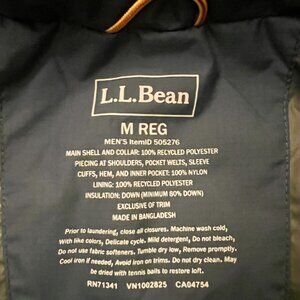 L.L.Bean
M REG
MEN'S ItemID 505276
MAIN SHELL AND COLLAR: 100% RECYCLED POLYESTER
PIECING AT SHOULDERS, POCKET WELTS, SLEEVE
CUFFS, HEM, AND INNER POCKET: 100% NYLON
LINING: 100% RECYCLED POLYESTER
INSULATION: DOWN (MINIMUM 80% DOWN)
EXCLUSIVE OF TRIM
MADE IN BANGLADESH
Prior to laundering, close all closures. Machine wash cold,
With like colors, Delicate cycle. Mild detergent, Do not bleach,
Do not use fabric softeners. Tumble dry low, Remove promptly.
Cool iron if needed, Avoid iron on trims. Do not dry clean. May
be dried with tennis balls to restore loft.
RN71341 VN1002825 CA04754